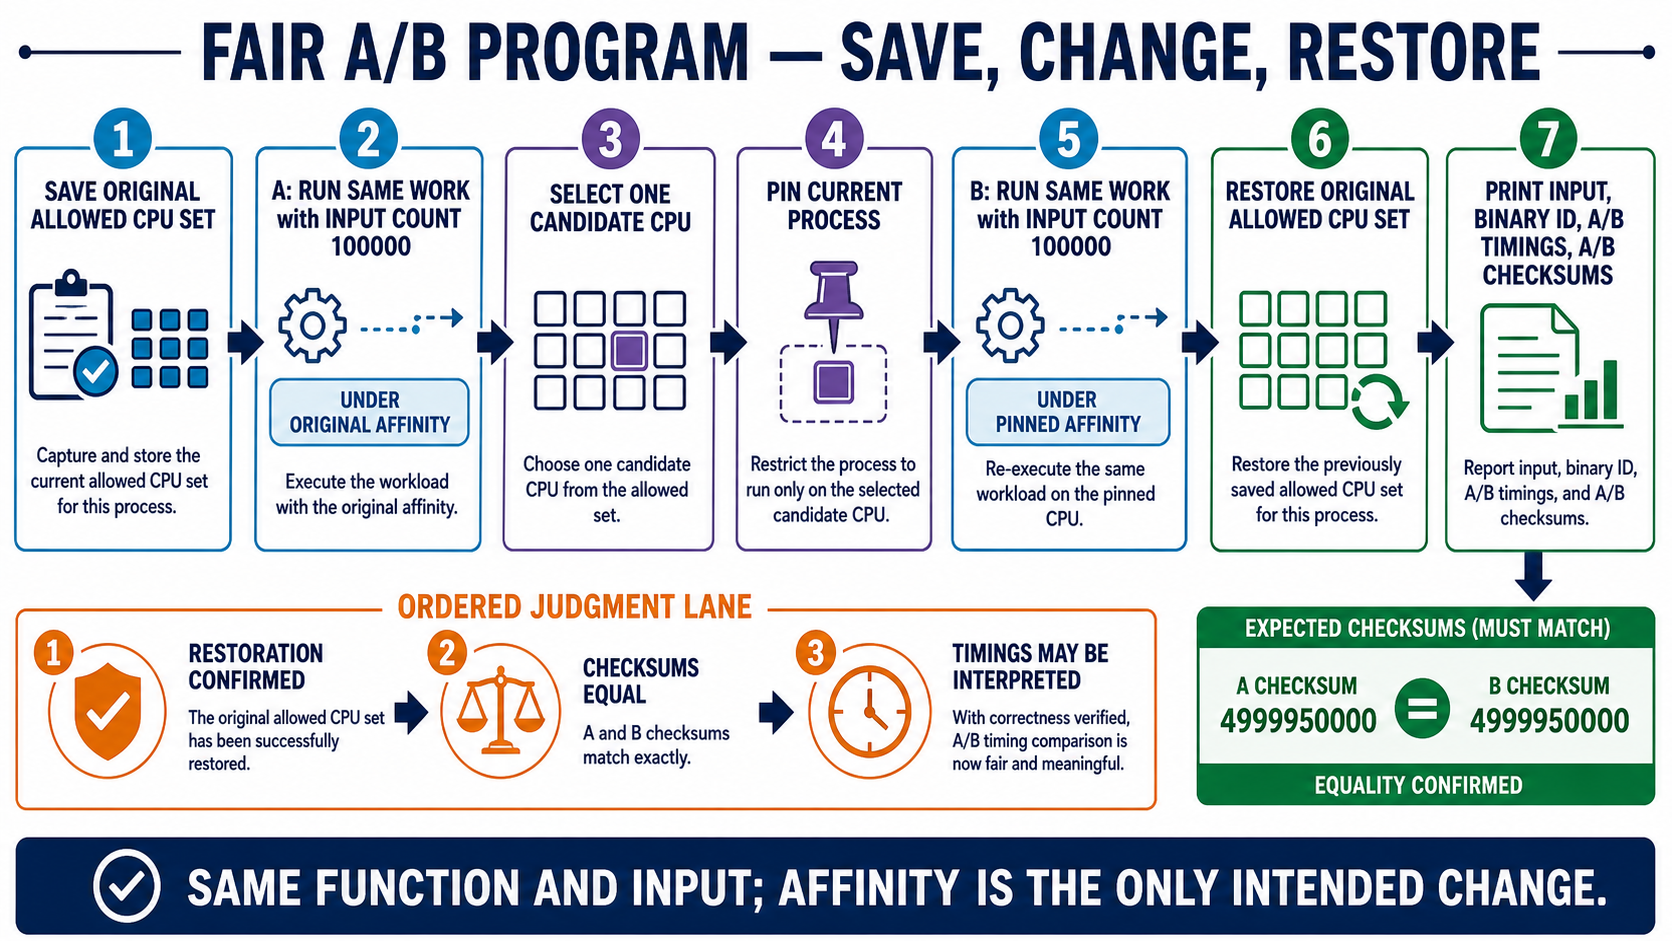 FAIR A/B PROGRAM — SAVE, CHANGE, RESTORE
1
SAVE ORIGINAL
ALLOWED CPU SET
Capture and store the
current allowed CPU set
for this process.
2
A: RUN SAME WORK
with INPUT COUNT
100000
UNDER
ORIGINAL AFFINITY
Execute the workload
with the original affinity.
3
SELECT ONE
CANDIDATE CPU
Choose one candidate
CPU from the allowed
set.
4
PIN CURRENT
PROCESS
Restrict the process to
run only on the selected
candidate CPU.
5
B: RUN SAME WORK
with INPUT COUNT
100000
UNDER
PINNED AFFINITY
Re-execute the same
workload on the pinned
CPU.
6
RESTORE ORIGINAL
ALLOWED CPU SET
Restore the previously
saved allowed CPU set
for this process.
7
PRINT INPUT,
BINARY ID, A/B
TIMINGS, A/B
CHECKSUMS
Report input, binary ID,
A/B timings, and A/B
checksums.
ORDERED JUDGMENT LANE
1
RESTORATION
CONFIRMED
The original allowed CPU set
has been successfully
restored.
2
CHECKSUMS
EQUAL
A and B checksums
match exactly.
3
TIMINGS MAY BE
INTERPRETED
With correctness verified,
A/B timing comparison is
now fair and meaningful.
EXPECTED CHECKSUMS (MUST MATCH)
A CHECKSUM
4999950000
=
B CHECKSUM
4999950000
EQUALITY CONFIRMED
SAME FUNCTION AND INPUT; AFFINITY IS THE ONLY INTENDED CHANGE.